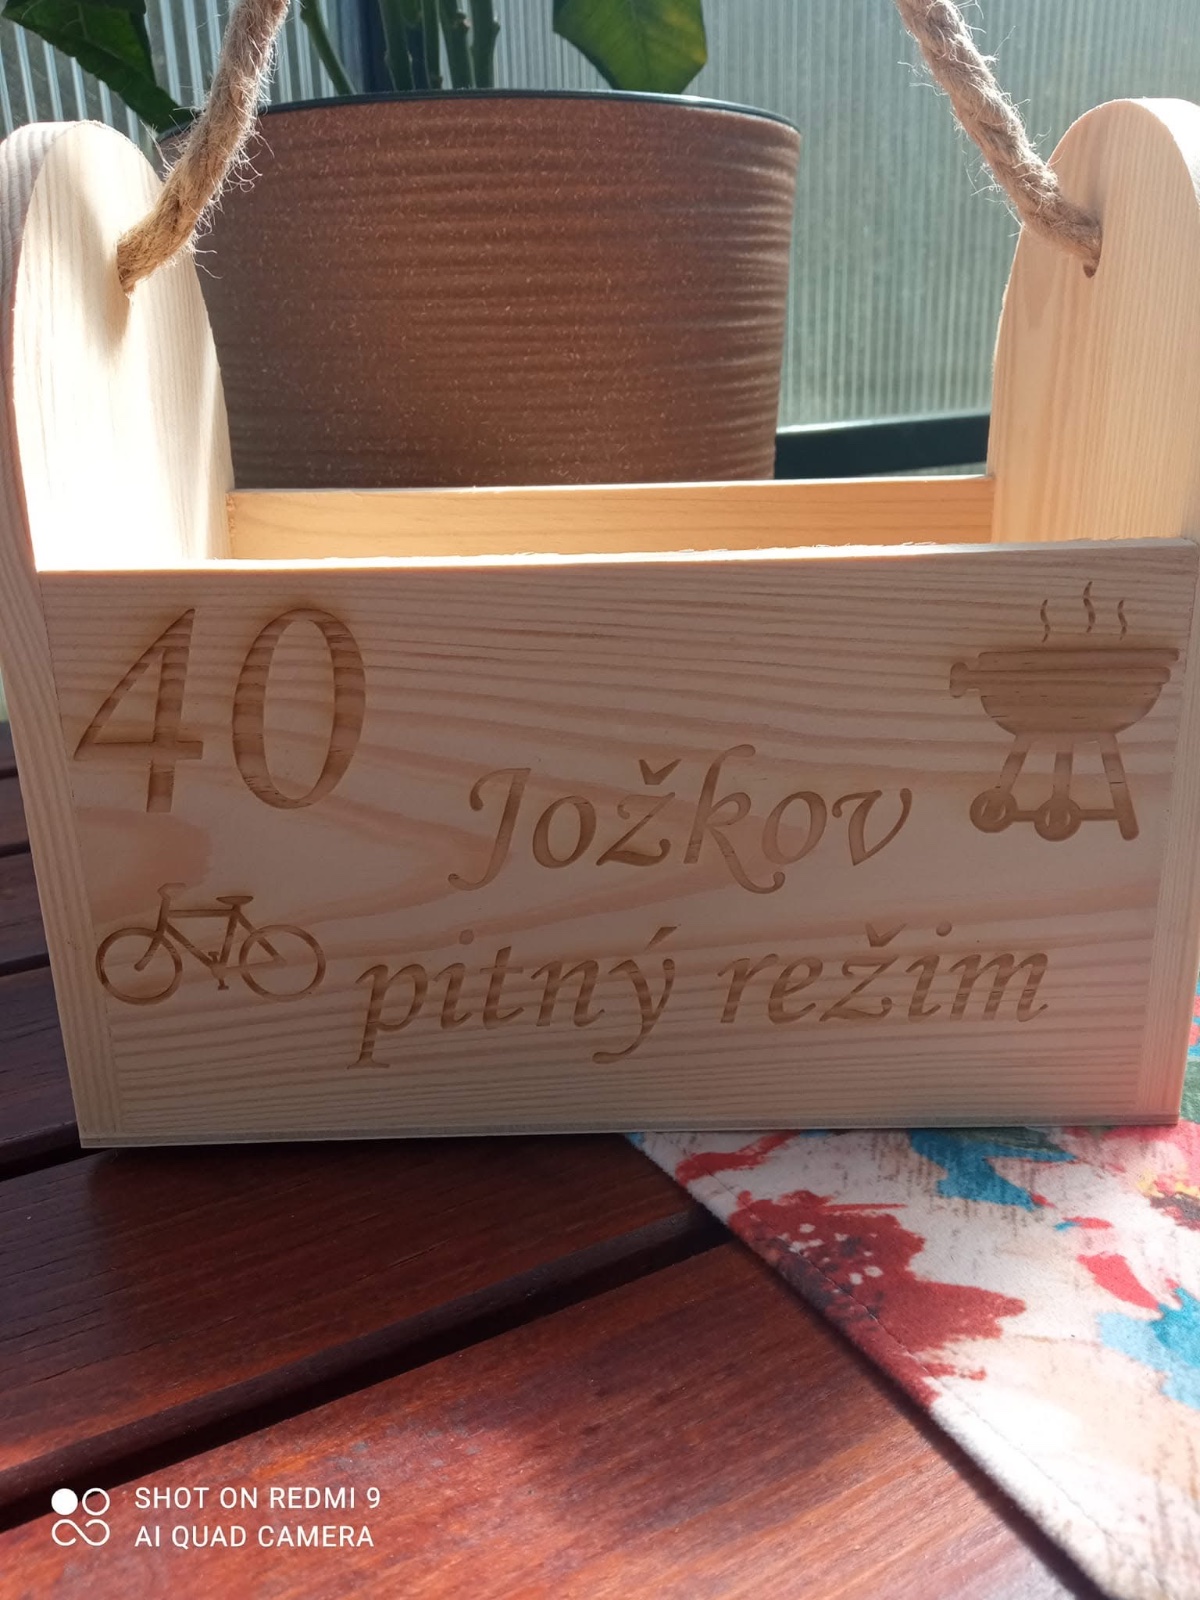 40
Jožkov
pitný režim
SHOT ON REDMI 9
AI QUAD CAMERA